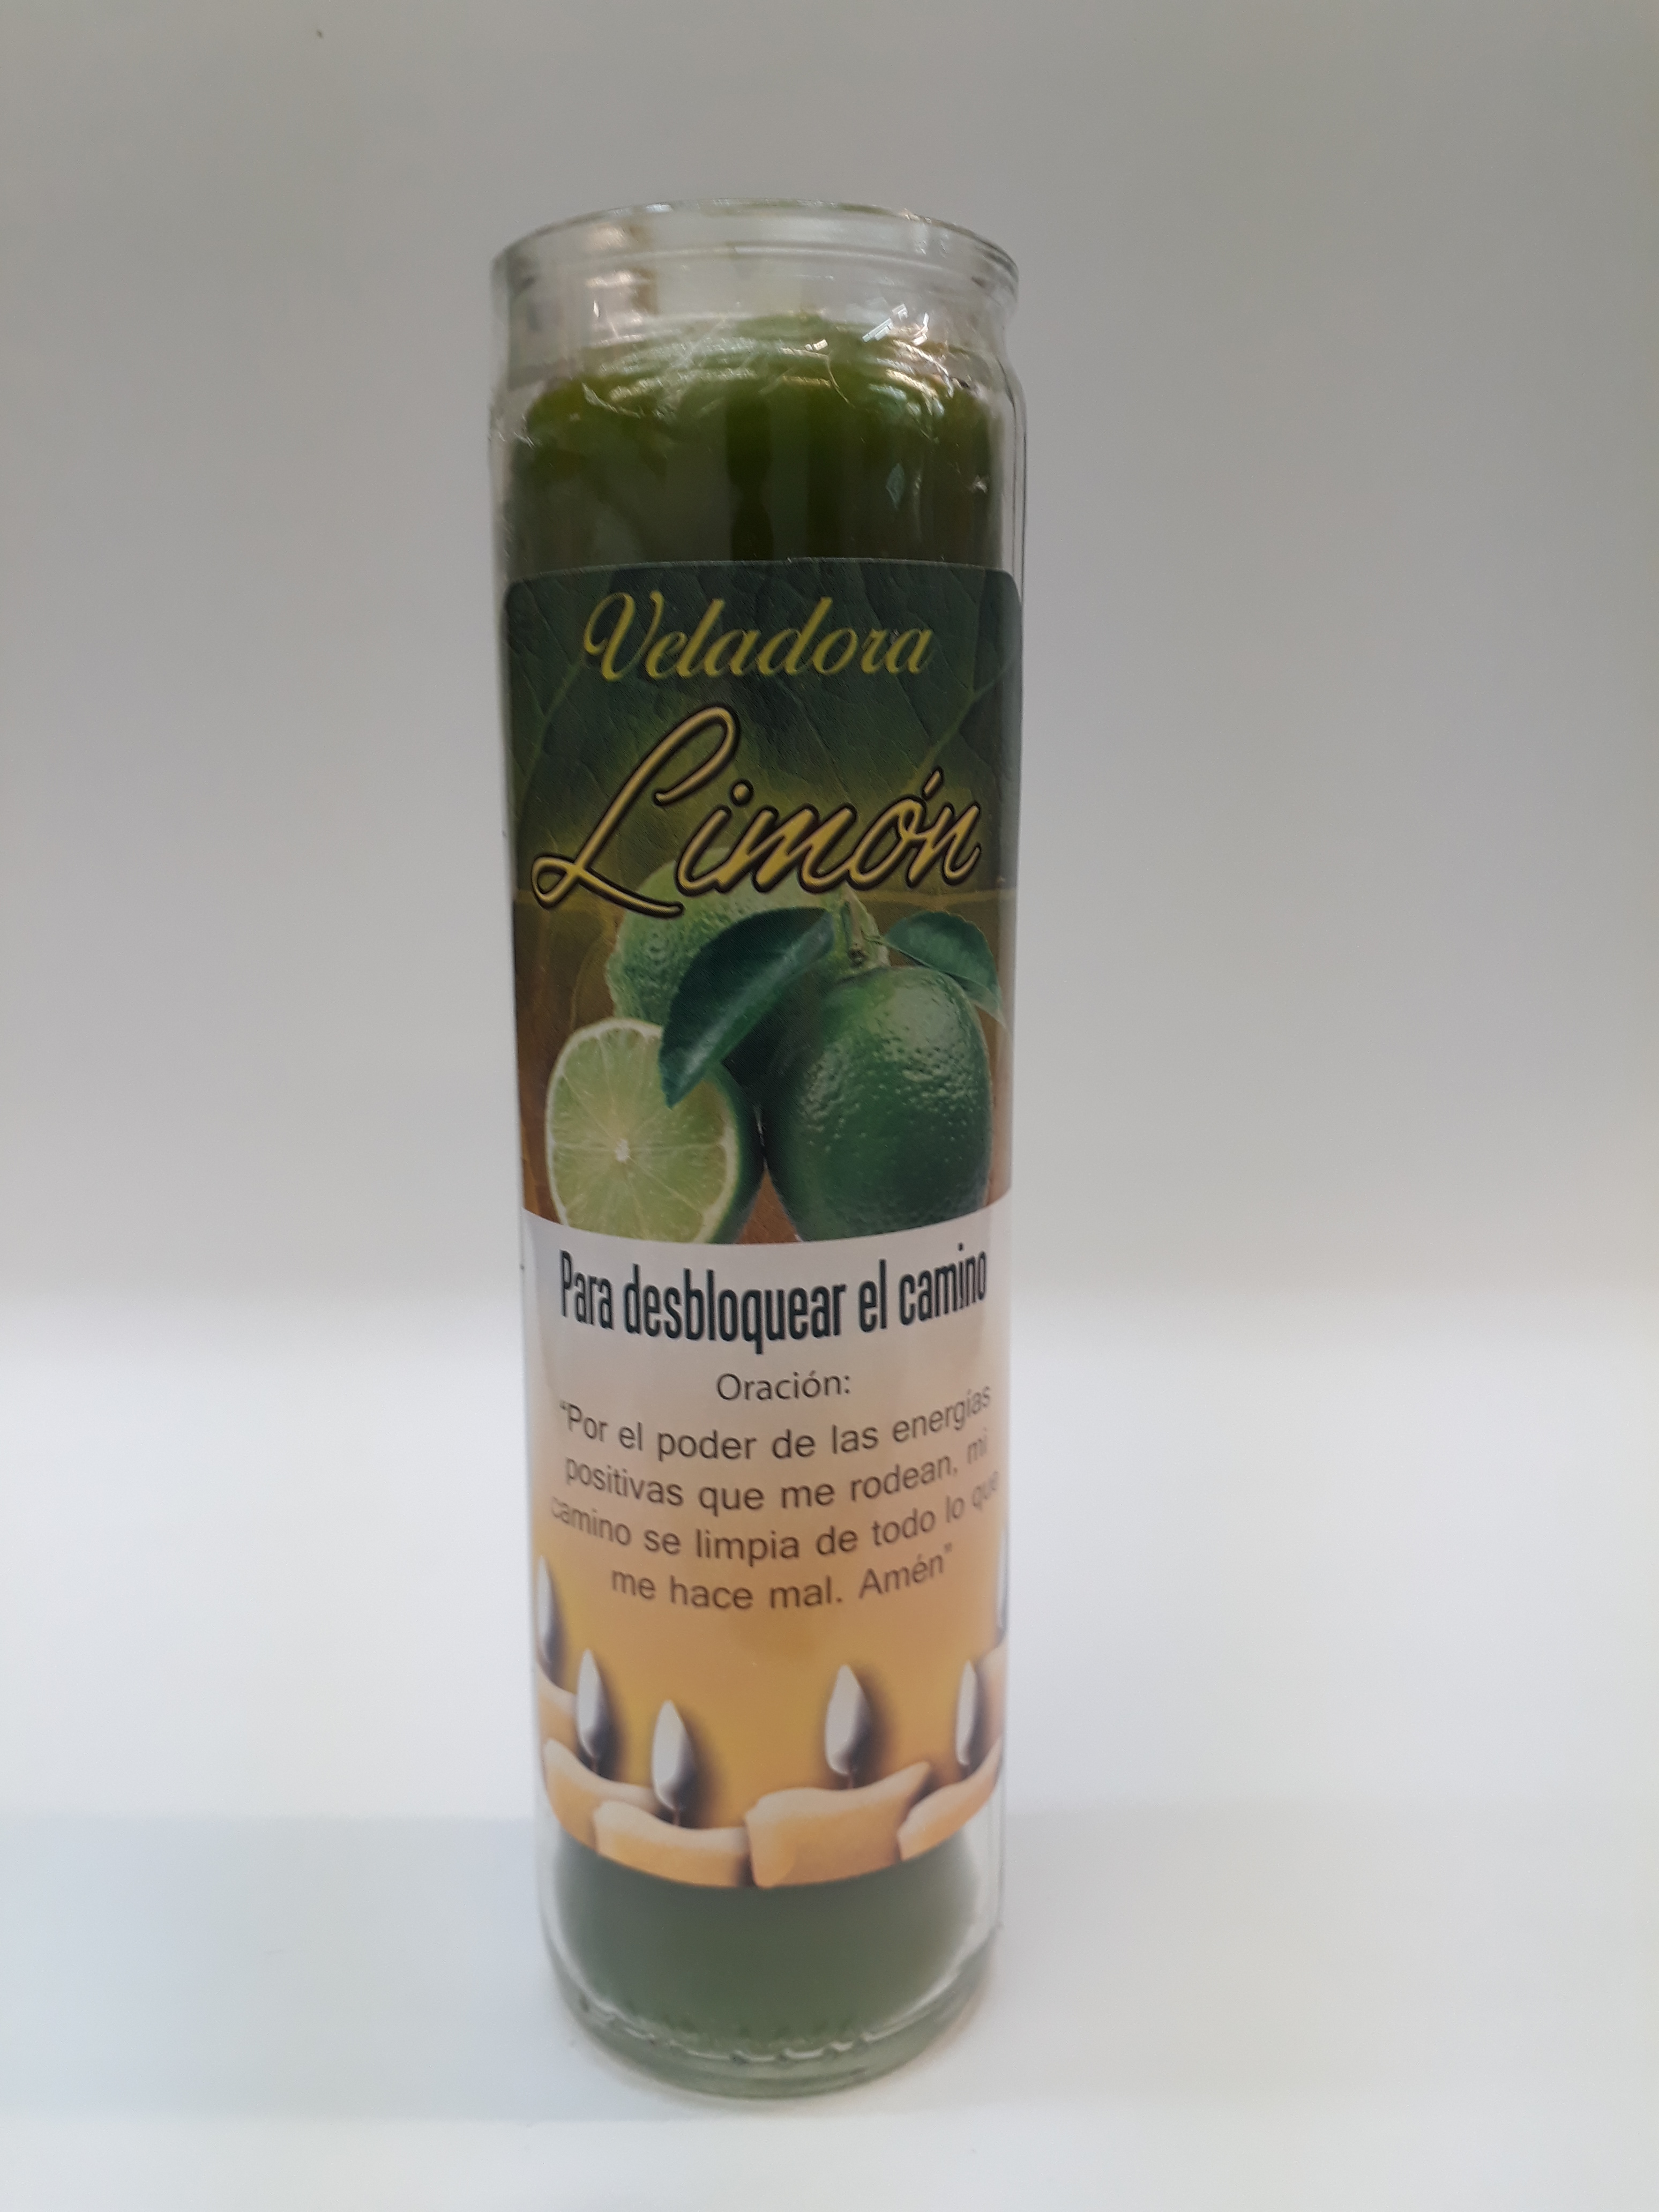 Veladora
Limón
Para desbloquear el camino
Oración:
"Por el poder de las energías
positivas que me rodean, mi
camino se limpia de todo lo que
me hace mal. Amén"